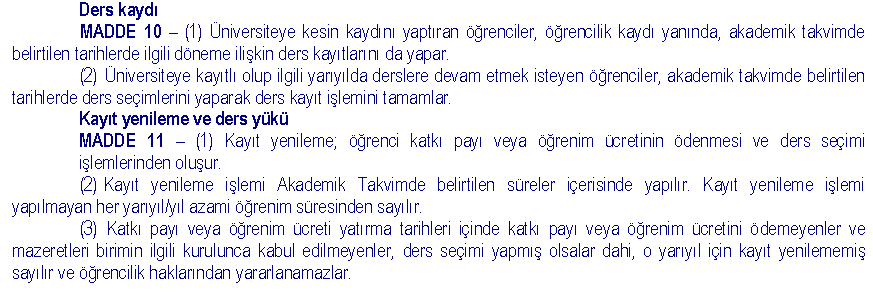 Ders kaydı
MADDE 10 – (1) Üniversiteye kesin kaydını yaptıran öğrenciler, öğrencilik kaydı yanında, akademik takvimde
belirtilen tarihlerde ilgili döneme ilişkin ders kayıtlarını da yapar.
(2) Üniversiteye kayıtlı olup ilgili yarıyılda derslere devam etmek isteyen öğrenciler, akademik takvimde belirtilen
tarihlerde ders seçimlerini yaparak ders kayıt işlemini tamamlar.
Kayıt yenileme ve ders yükü
MADDE 11 – (1) Kayıt yenileme; öğrenci katkı payı veya öğrenim ücretinin ödenmesi ve ders seçimi
işlemlerinden oluşur.
(2) Kayıt yenileme işlemi Akademik Takvimde belirtilen süreler içerisinde yapılır. Kayıt yenileme işlemi
yapılmayan her yarıyıl/yıl azami öğrenim süresinden sayılır.
(3) Katkı payı veya öğrenim ücreti yatırma tarihleri içinde katkı payı veya öğrenim ücretini ödemeyenler ve
mazeretleri birimin ilgili kurulunca kabul edilmeyenler, ders seçimi yapmış olsalar dahi, o yarıyıl için kayıt yenilememiş
sayılır ve öğrencilik haklarından yararlanamazlar.